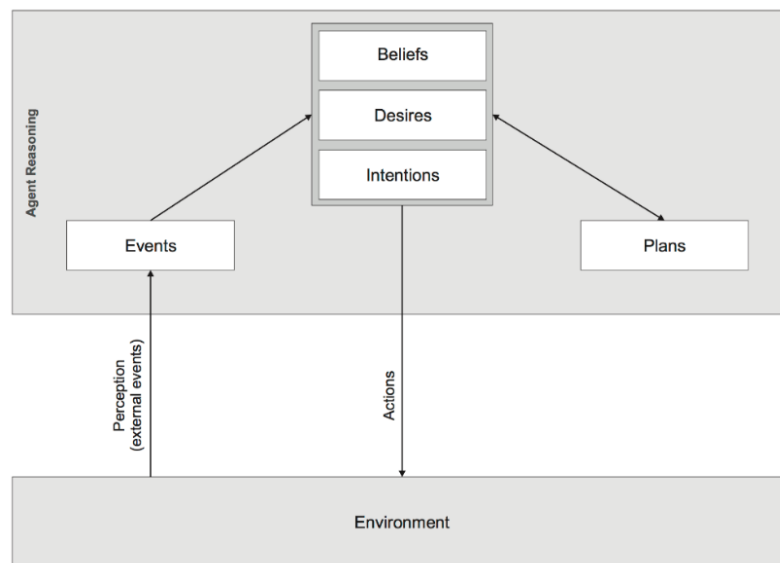 Beliefs
Desires
Intentions
Agent Reasoning
Events
Plans
Perception
(external events)
Actions
Environment